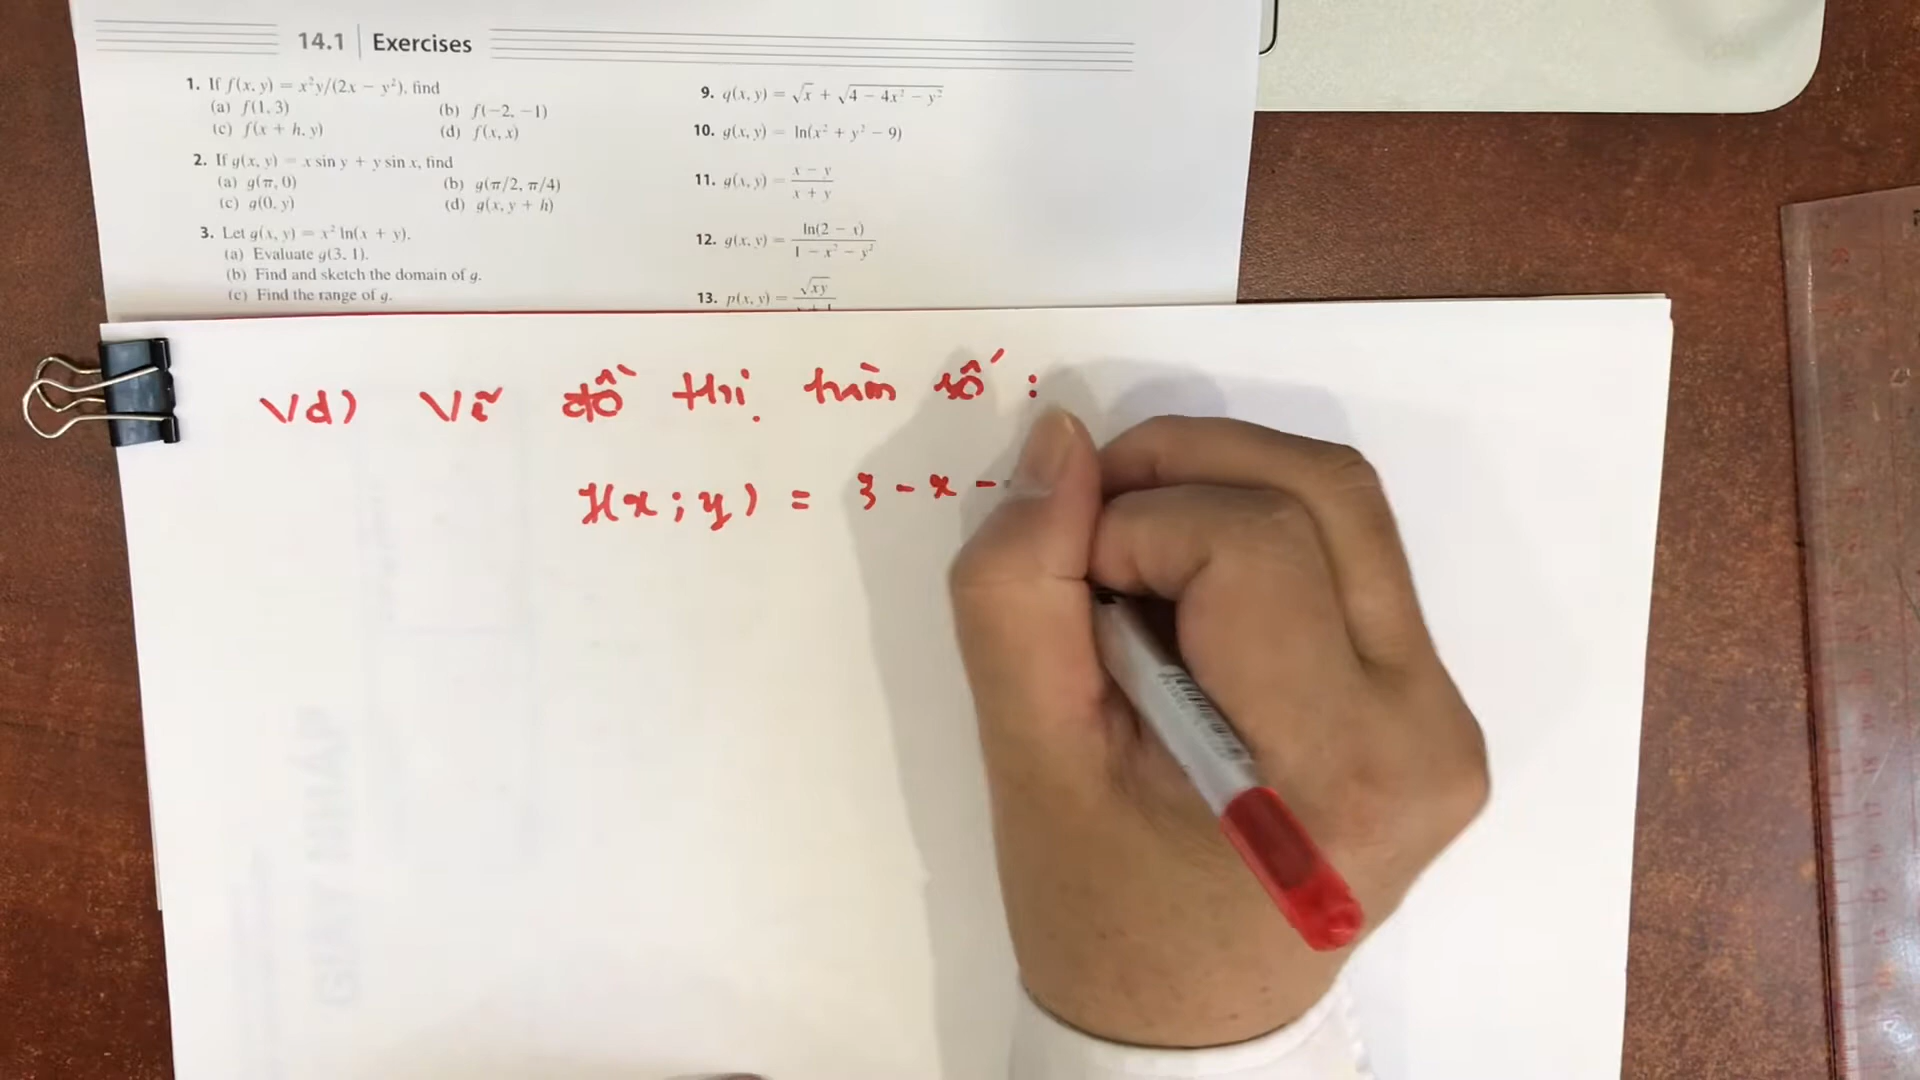 14.1 Exercises
1. If f(x, y) = x²y/(2x − y²), find
(a) f(1, 3) (b) f(−2, −1)
(c) f(x + h, y) (d) f(x, x)
2. If g(x, y) = x sin y + y sin x, find
(a) g(π, 0) (b) g(π/2, π/4)
(c) g(0, y) (d) g(x, y + h)
3. Let g(x, y) = x² ln(x + y).
(a) Evaluate g(3, 1).
(b) Find and sketch the domain of g.
(c) Find the range of g.
9. q(x, y) = √x + √(4 − 4x² − y²)
10. g(x, y) = ln(x² + y² − 9)
11. g(x, y) = (x − y)/(x + y)
12. g(x, y) = ln(2 − x)/(1 − x² − y²)
13. p(x, y) = √xy
Vd) Vẽ đồ thị hàm số :
f(x; y) = 3 - x -